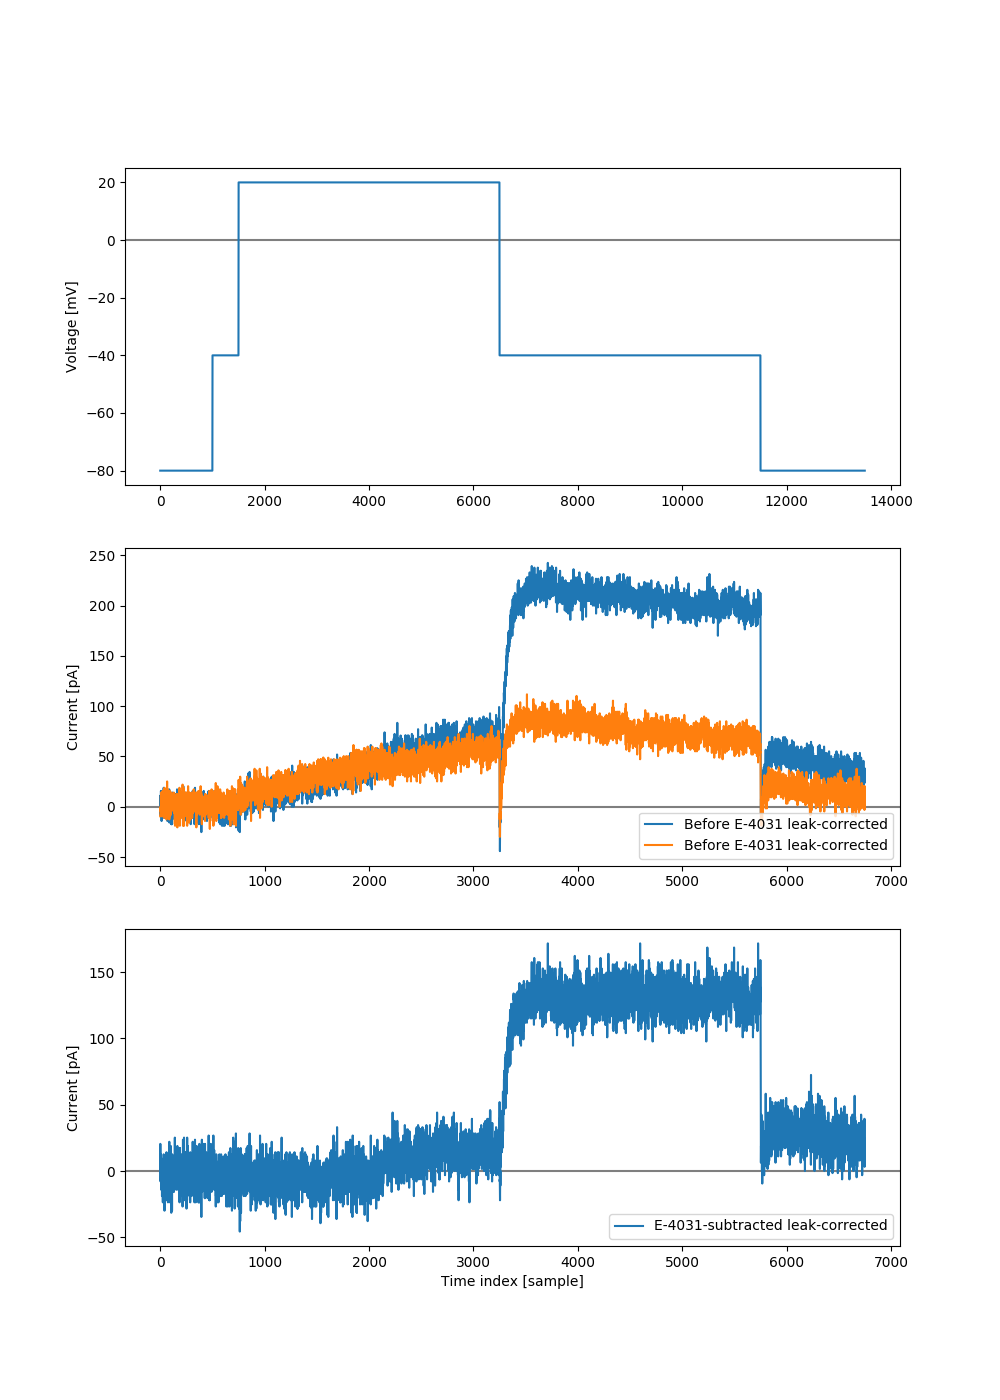 Voltage [mV]
20
0
−20
−40
−60
−80
0 2000 4000 6000 8000 10000 12000 14000
Current [pA]
250
200
150
100
50
0
−50
Before E-4031 leak-corrected
Before E-4031 leak-corrected
0 1000 2000 3000 4000 5000 6000 7000
Current [pA]
150
100
50
0
−50
E-4031-subtracted leak-corrected
0 1000 2000 3000 4000 5000 6000 7000
Time index [sample]